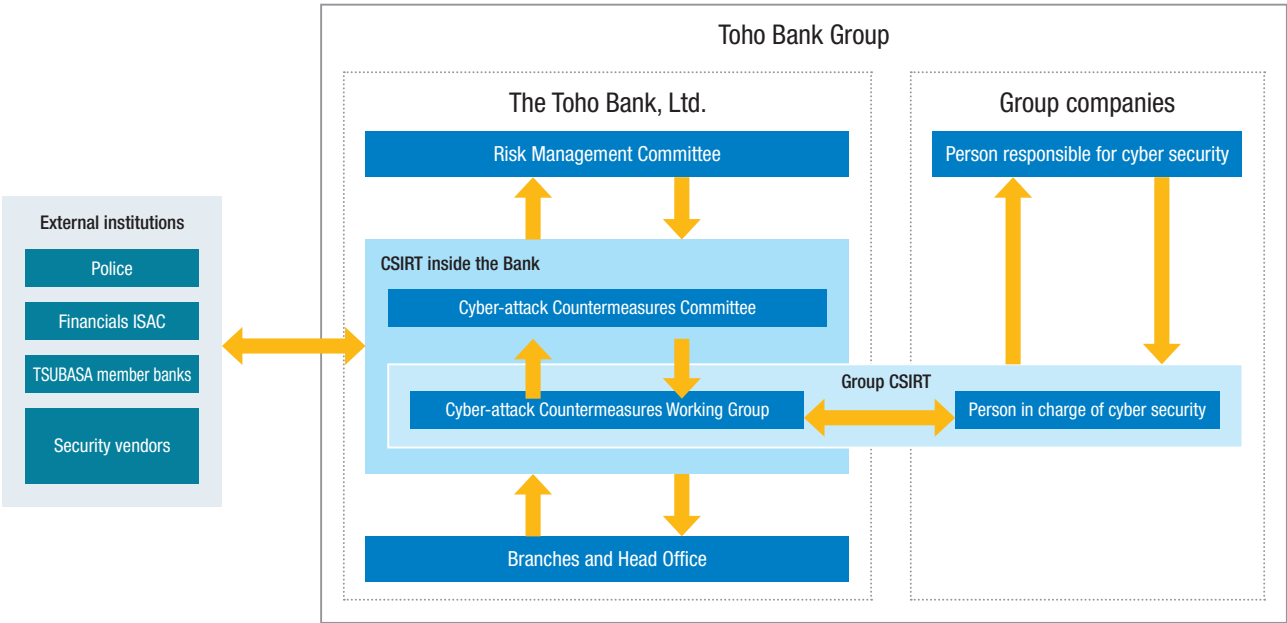 Toho Bank Group
The Toho Bank, Ltd.
Group companies
Risk Management Committee
Person responsible for cyber security
External institutions
Police
Financials ISAC
TSUBASA member banks
Security vendors
CSIRT inside the Bank
Cyber-attack Countermeasures Committee
Group CSIRT
Cyber-attack Countermeasures Working Group
Person in charge of cyber security
Branches and Head Office